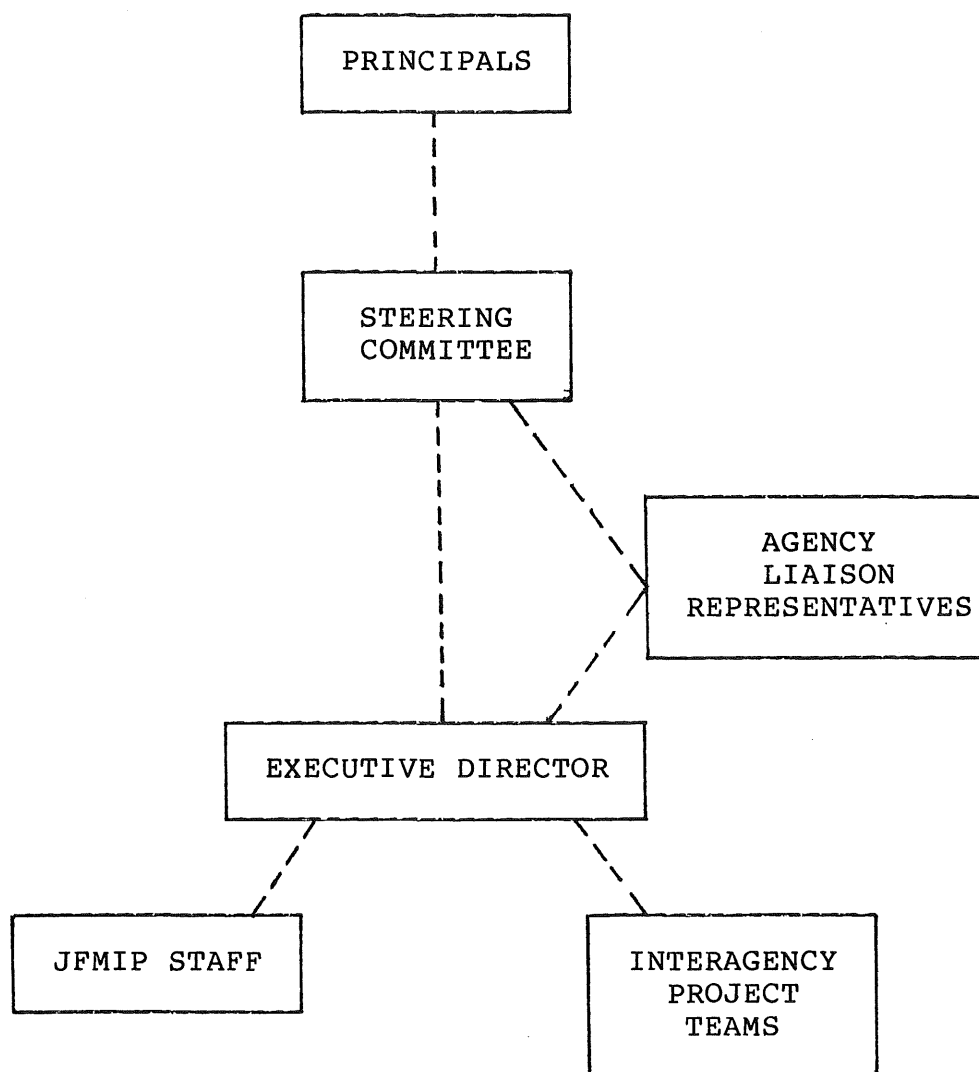 PRINCIPALS
STEERING
COMMITTEE
AGENCY
LIAISON
REPRESENTATIVES
EXECUTIVE DIRECTOR
JFMIP STAFF
INTERAGENCY
PROJECT
TEAMS